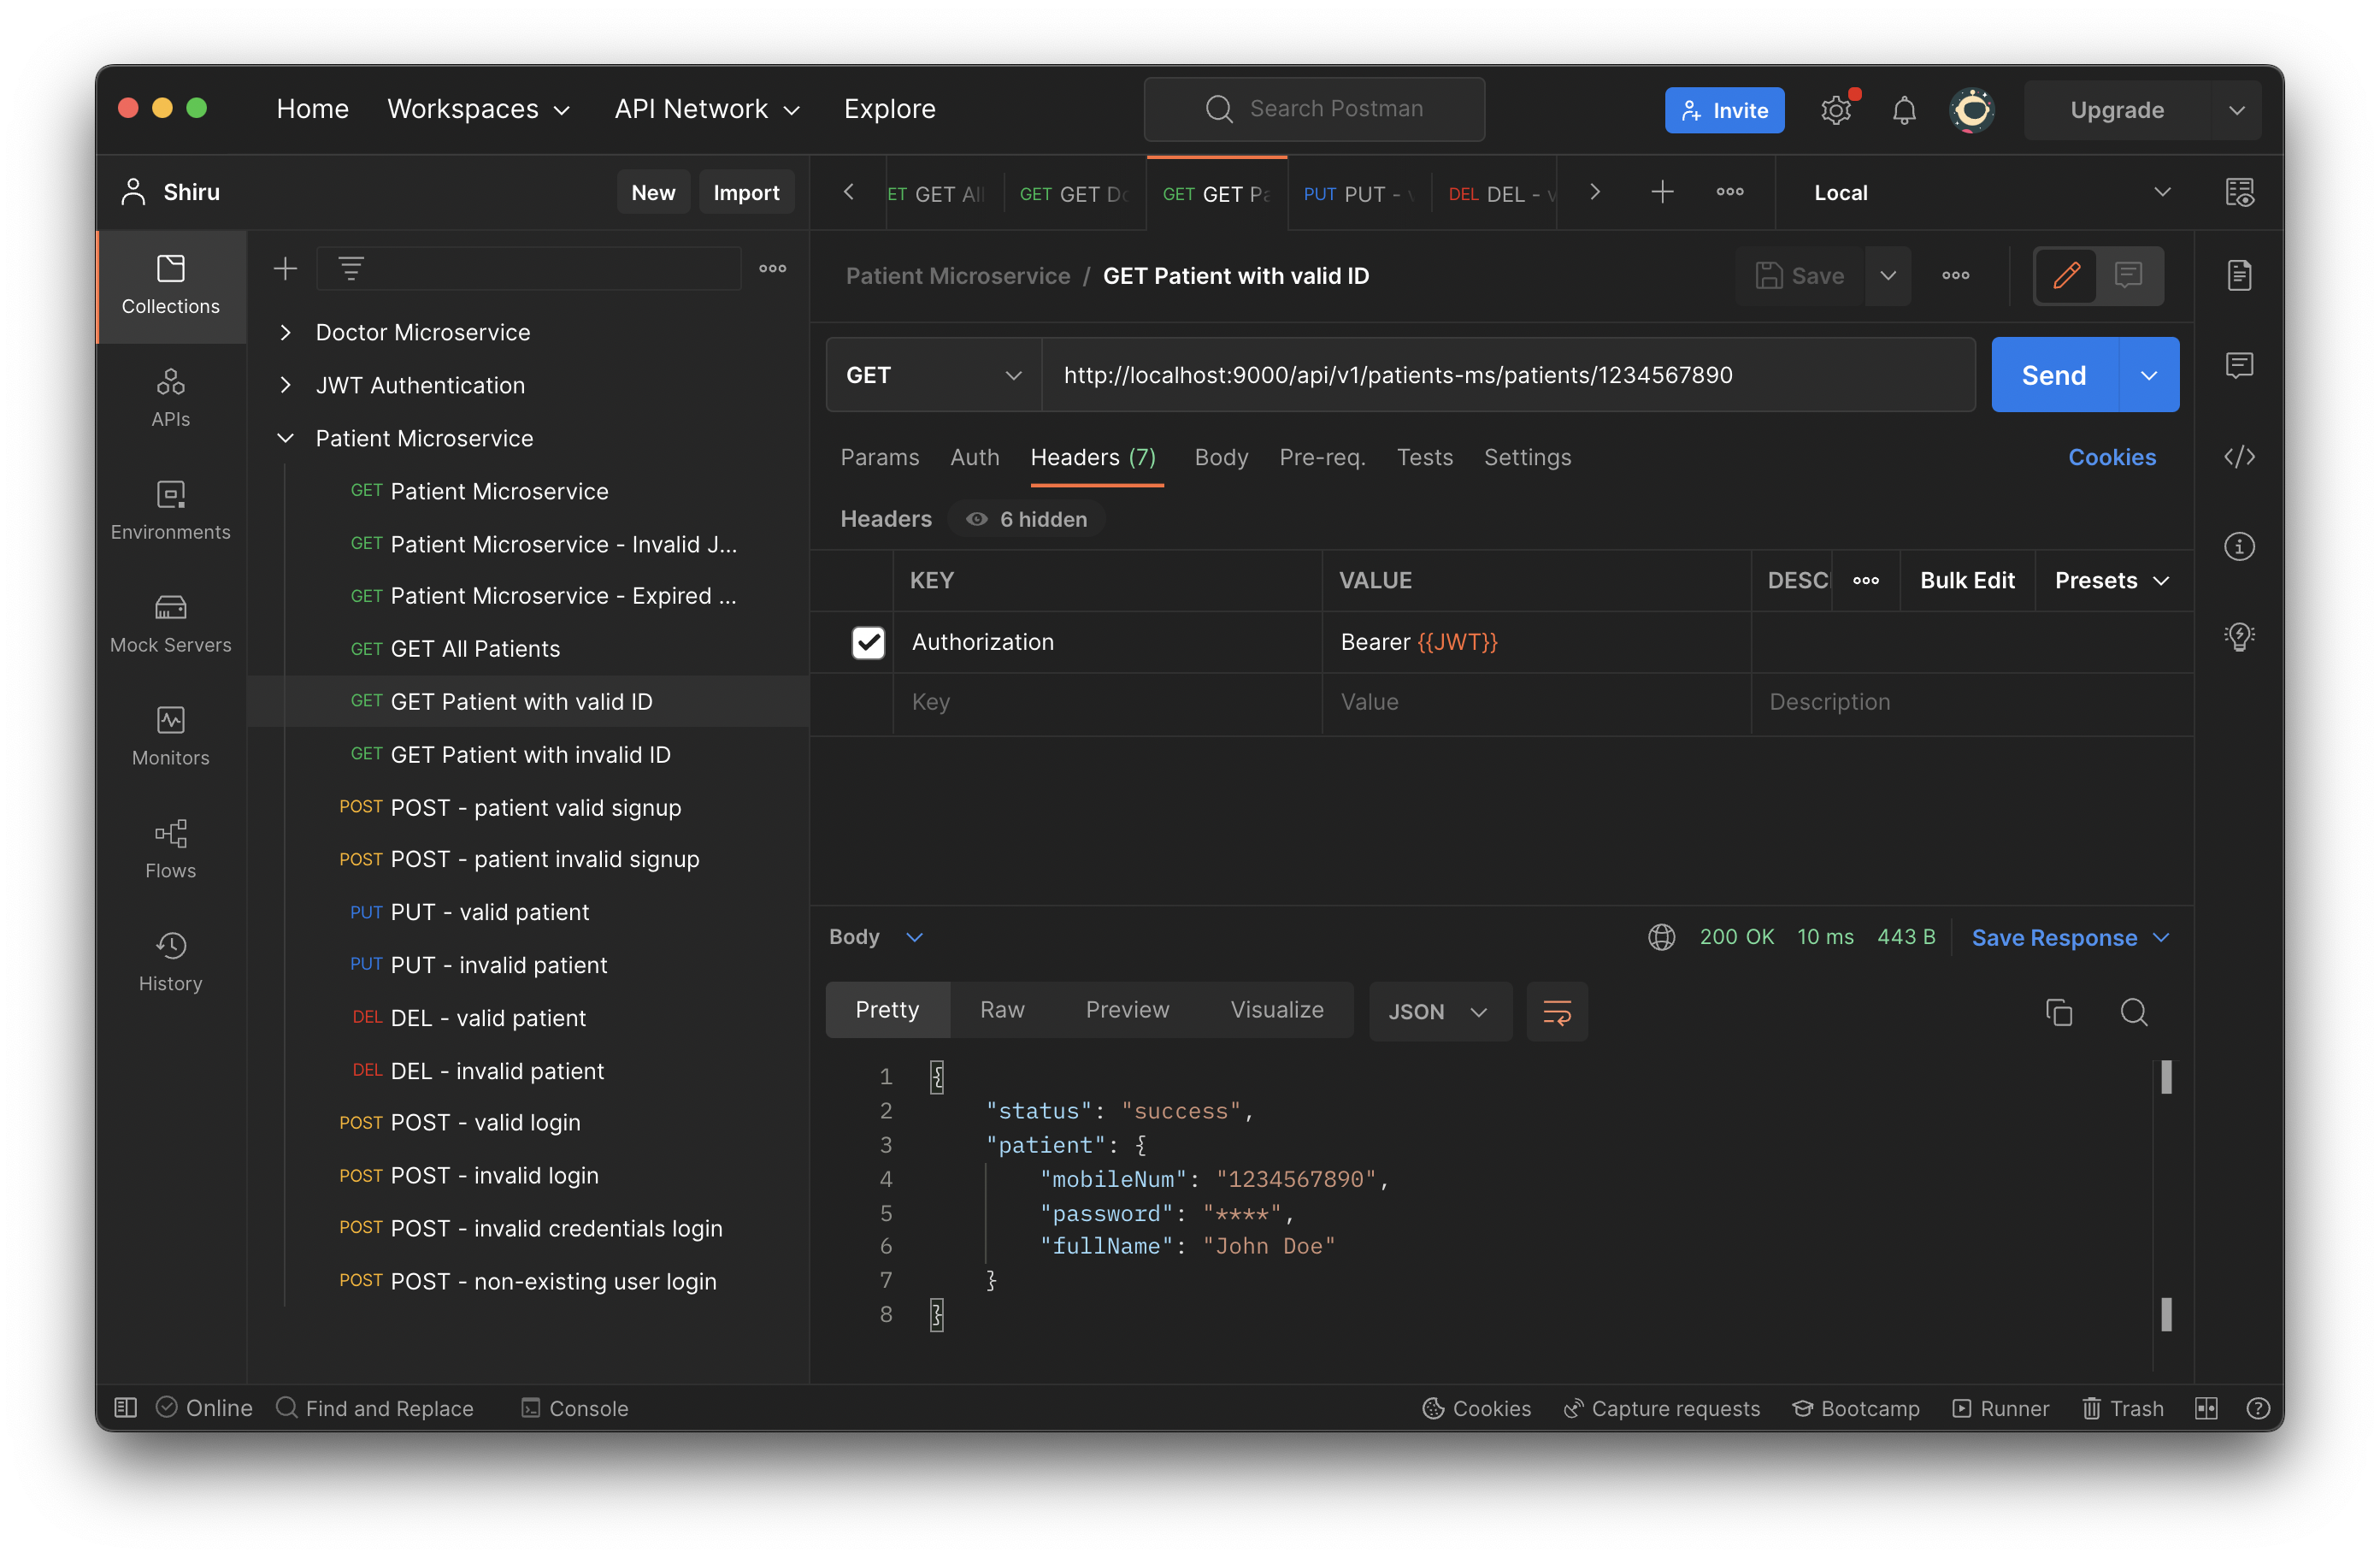 Home Workspaces API Network Explore Search Postman Invite Upgrade
Shiru New Import
ET GET All GET GET Do GET GET Pa PUT PUT - v DEL DEL - v Local
Collections
APIs
Environments
Mock Servers
Monitors
Flows
History
Doctor Microservice
JWT Authentication
Patient Microservice
GET Patient Microservice
GET Patient Microservice - Invalid J...
GET Patient Microservice - Expired ...
GET GET All Patients
GET GET Patient with valid ID
GET GET Patient with invalid ID
POST POST - patient valid signup
POST POST - patient invalid signup
PUT PUT - valid patient
PUT PUT - invalid patient
DEL DEL - valid patient
DEL DEL - invalid patient
POST POST - valid login
POST POST - invalid login
POST POST - invalid credentials login
POST POST - non-existing user login
Patient Microservice / GET Patient with valid ID Save
GET http://localhost:9000/api/v1/patients-ms/patients/1234567890 Send
Params Auth Headers (7) Body Pre-req. Tests Settings Cookies
Headers 6 hidden
KEY VALUE DESC Bulk Edit Presets
Authorization Bearer {{JWT}}
Key Value Description
Body 200 OK 10 ms 443 B Save Response
Pretty Raw Preview Visualize JSON
1 {
2 "status": "success",
3 "patient": {
4 "mobileNum": "1234567890",
5 "password": "****",
6 "fullName": "John Doe"
7 }
8 }
Online Find and Replace Console Cookies Capture requests Bootcamp Runner Trash